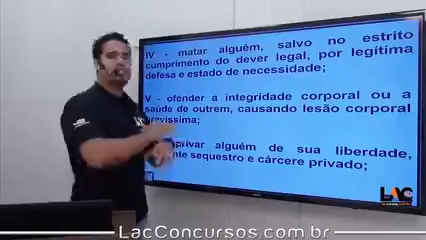 IV - matar alguém, salvo no estrito
cumprimento do dever legal, por legítima
defesa e estado de necessidade;
V - ofender a integridade corporal ou a
saúde de outrem, causando lesão corporal
gravíssima;
privar alguém de sua liberdade,
sequestro e cárcere privado;
LAC
LacConcursos.com.br